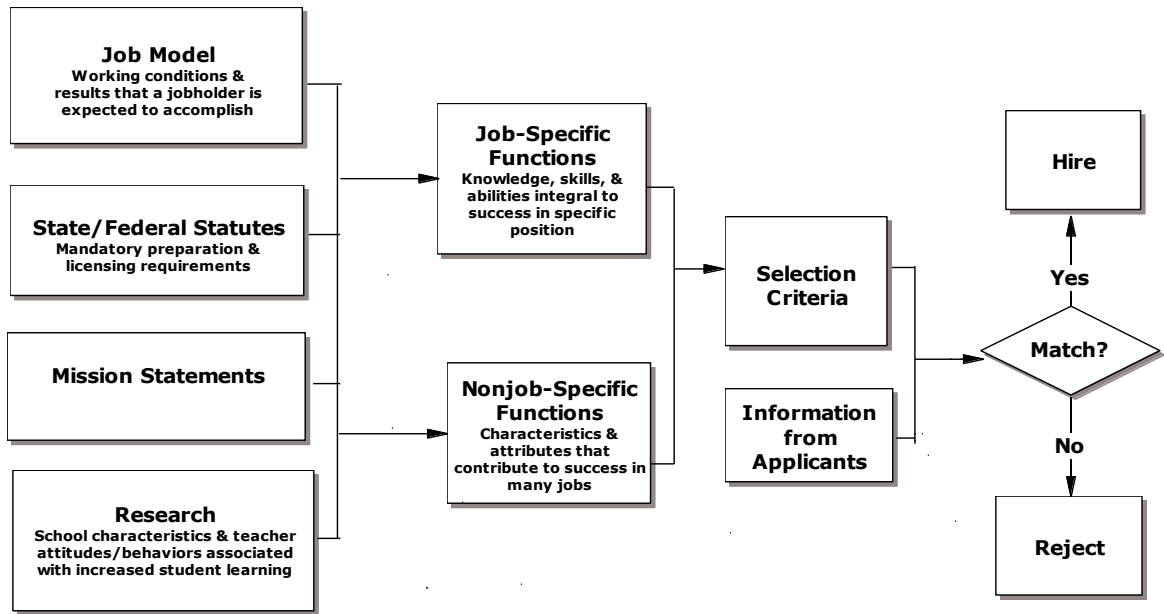 Job Model
Working conditions &
results that a jobholder is
expected to accomplish
State/Federal Statutes
Mandatory preparation &
licensing requirements
Mission Statements
Research
School characteristics & teacher
attitudes/behaviors associated
with increased student learning
Job-Specific
Functions
Knowledge, skills, &
abilities integral to
success in specific
position
Nonjob-Specific
Functions
Characteristics &
attributes that
contribute to success in
many jobs
Selection
Criteria
Information
from
Applicants
Hire
Yes
Match?
No
Reject